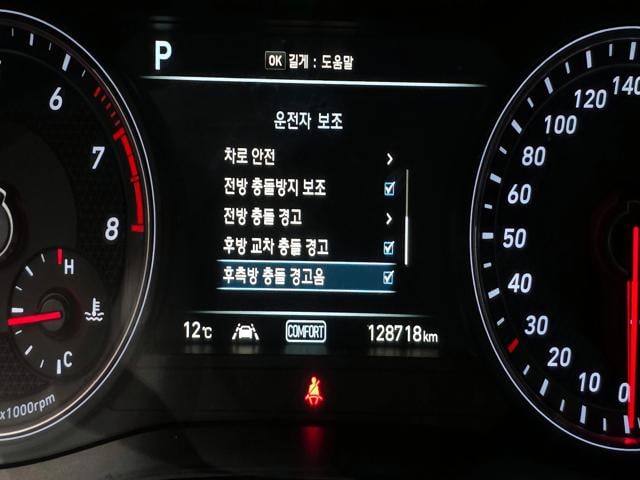 P
OK 길게 : 도움말
운전자 보조
차로 안전 >
전방 충돌방지 보조
전방 충돌 경고 >
후방 교차 충돌 경고
후측방 충돌 경고음
12℃ COMFORT 128718 km
6
7
8
H
C
x1000rpm
140
120
100
80
60
50
40
30
20
10
0